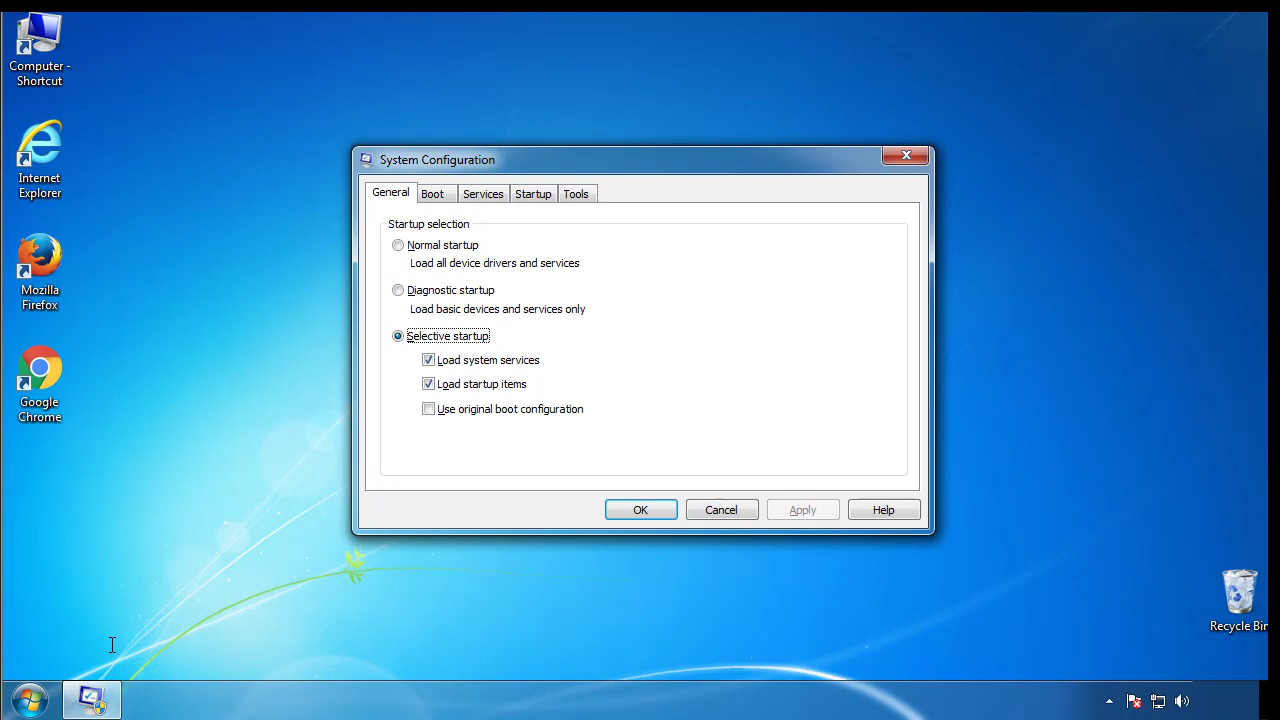 Computer -
Shortcut
Internet
Explorer
Mozilla
Firefox
Google
Chrome
System Configuration
General
Boot
Services
Startup
Tools
Startup selection
Normal startup
Load all device drivers and services
Diagnostic startup
Load basic devices and services only
Selective startup
Load system services
Load startup items
Use original boot configuration
OK
Cancel
Apply
Help
Recycle Bin